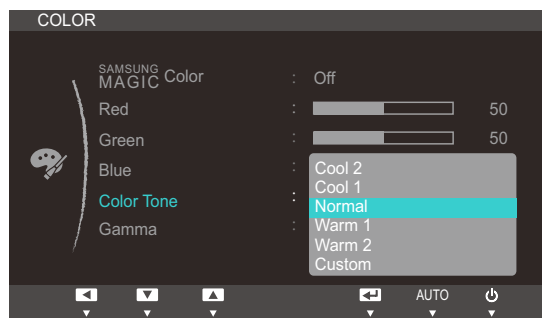 COLOR
SAMSUNG MAGIC Color : Off
Red : 50
Green : 50
Blue :
Color Tone :
Gamma :
Cool 2
Cool 1
Normal
Warm 1
Warm 2
Custom
AUTO